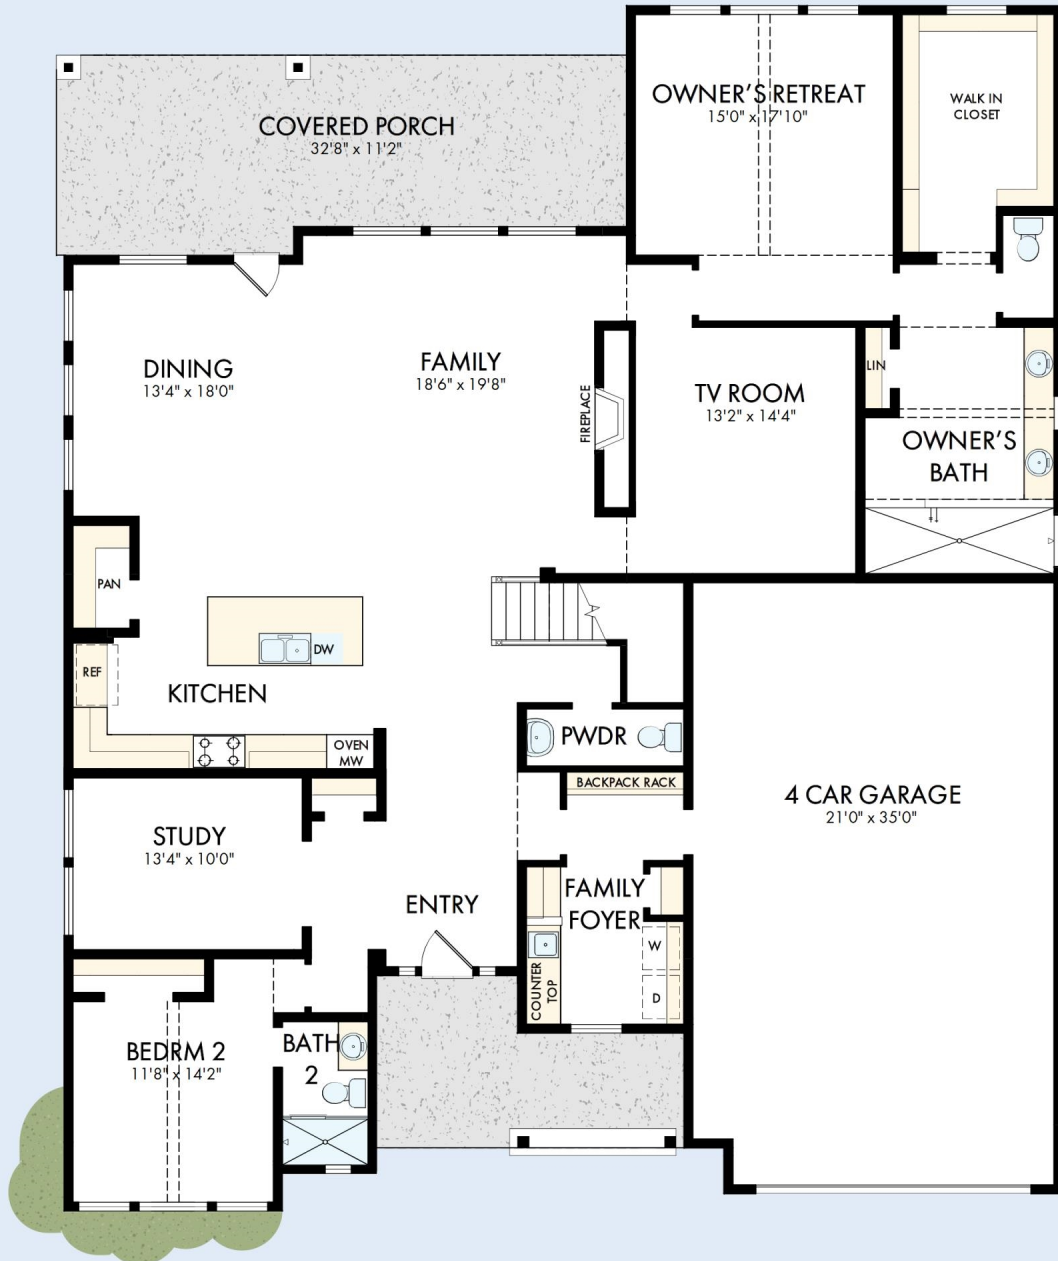 OWNER'S RETREAT
15'0" x 17'10"
WALK IN
CLOSET
COVERED PORCH
32'8" x 11'2"
DINING
13'4" x 18'0"
FAMILY
18'6" x 19'8"
FIREPLACE
TV ROOM
13'2" x 14'4"
LIN
OWNER'S
BATH
PAN
DW
REF
KITCHEN
OVEN
MW
PWDR
BACKPACK RACK
4 CAR GARAGE
21'0" x 35'0"
STUDY
13'4" x 10'0"
ENTRY
FAMILY
FOYER
W
D
COUNTER
TOP
BEDRM 2
11'8" x 14'2"
BATH
2